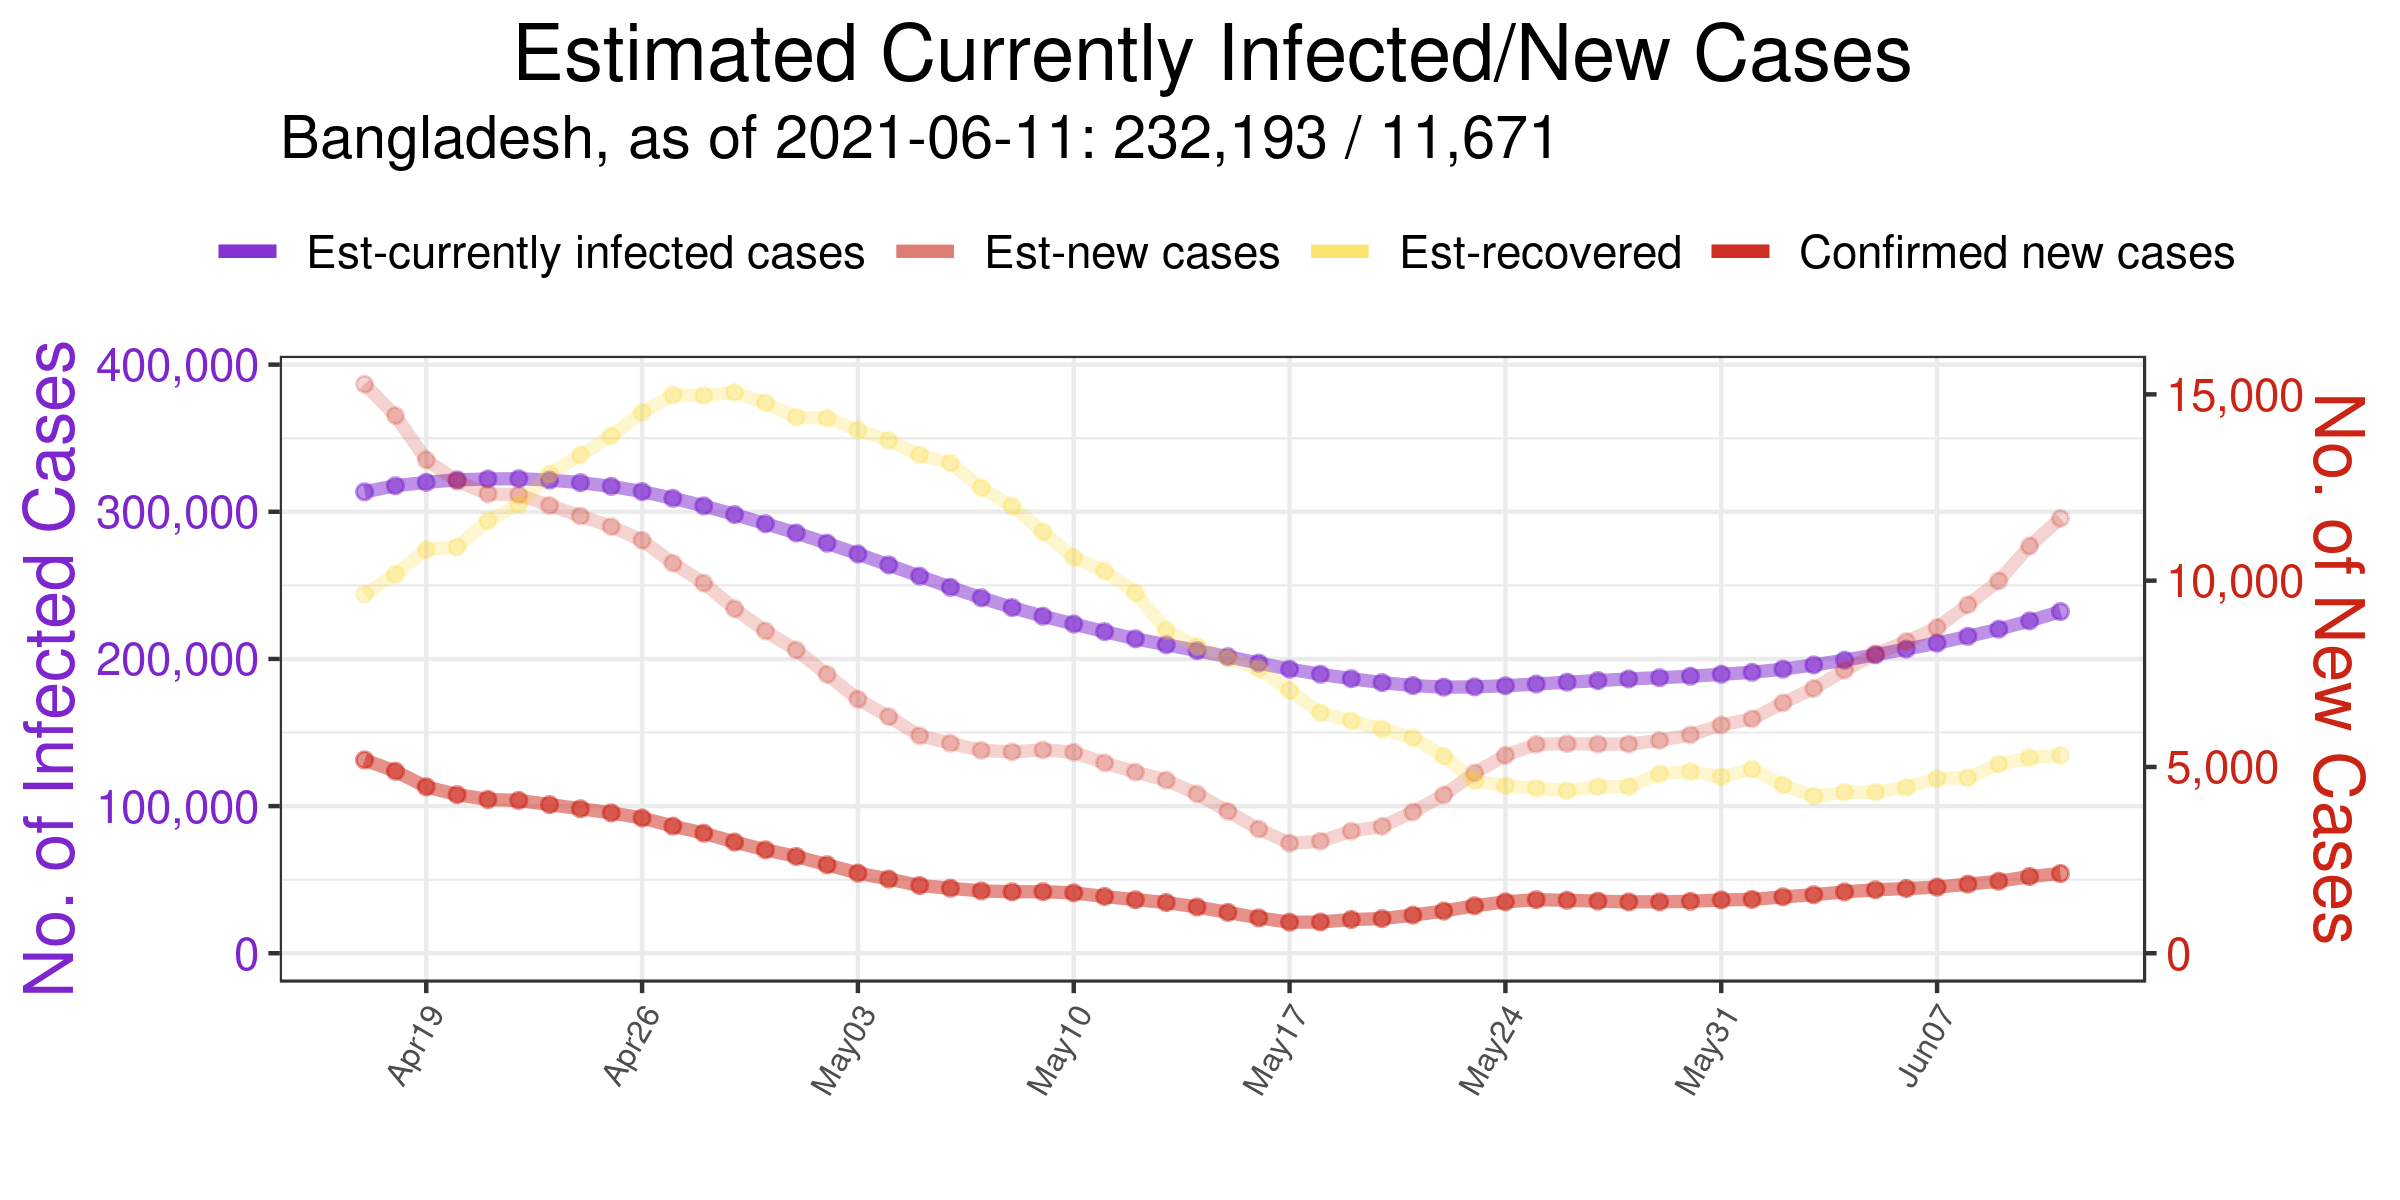 Estimated Currently Infected/New Cases
Bangladesh, as of 2021-06-11: 232,193 / 11,671
Est-currently infected cases Est-new cases Est-recovered Confirmed new cases
No. of Infected Cases
400,000
300,000
200,000
100,000
0
15,000
10,000
5,000
0
No. of New Cases
Apr19 Apr26 May03 May10 May17 May24 May31 Jun07